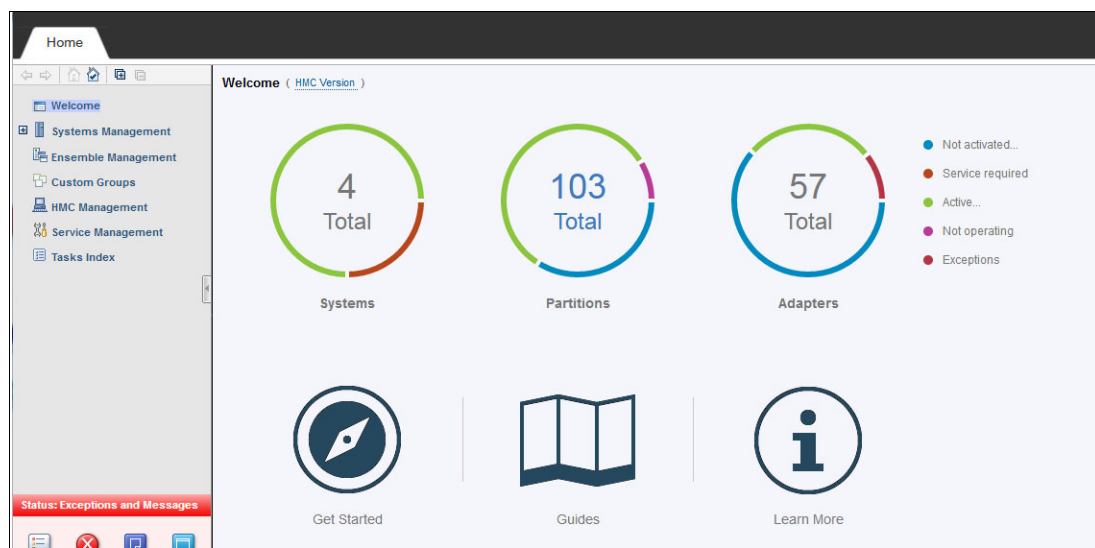 Home
Welcome ( HMC Version )
Welcome
Systems Management
Ensemble Management
Custom Groups
HMC Management
Service Management
Tasks Index
Status: Exceptions and Messages
4
Total
Systems
103
Total
Partitions
57
Total
Adapters
Not activated...
Service required
Active...
Not operating
Exceptions
Get Started
Guides
Learn More